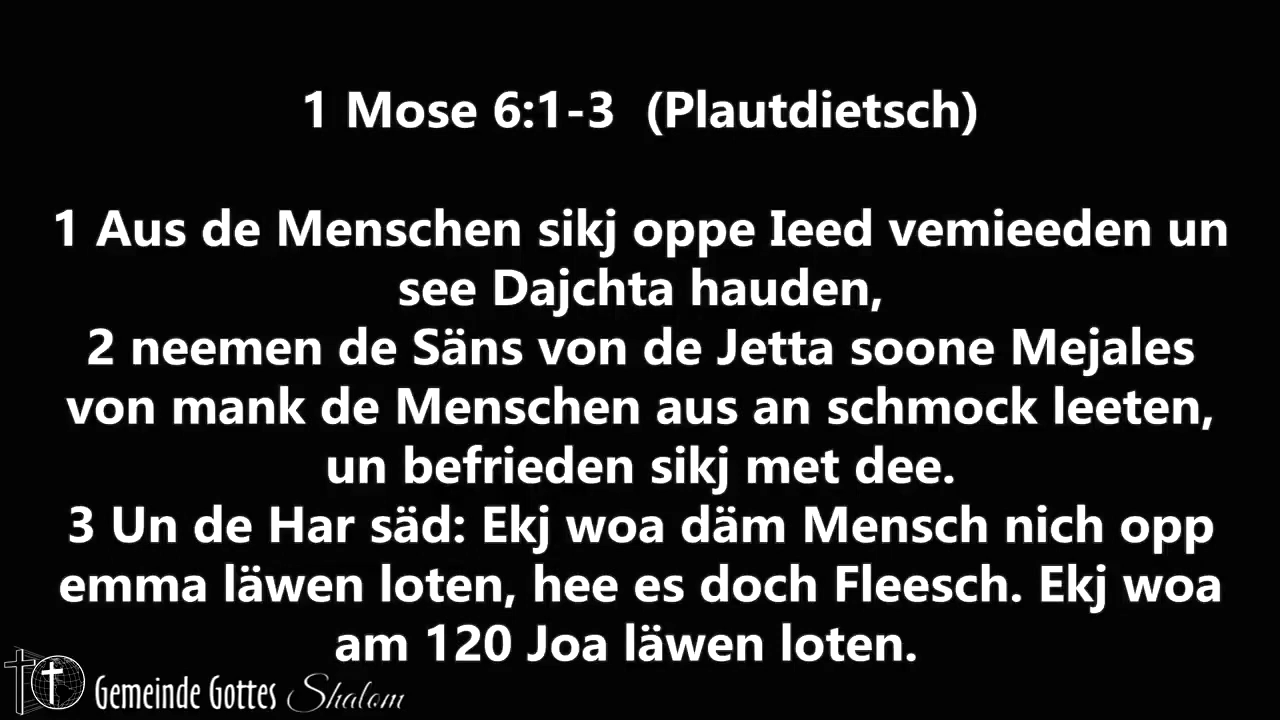 1 Mose 6:1-3 (Plautdietsch)
1 Aus de Menschen sikj oppe Ieed vemieeden un
see Dajchta hauden,
2 neemen de Säns von de Jetta soone Mejales
von mank de Menschen aus an schmock leeten,
un befrieden sikj met dee.
3 Un de Har säd: Ekj woa däm Mensch nich opp
emma läwen loten, hee es doch Fleesch. Ekj woa
am 120 Joa läwen loten.
Gemeinde Gottes Shalom